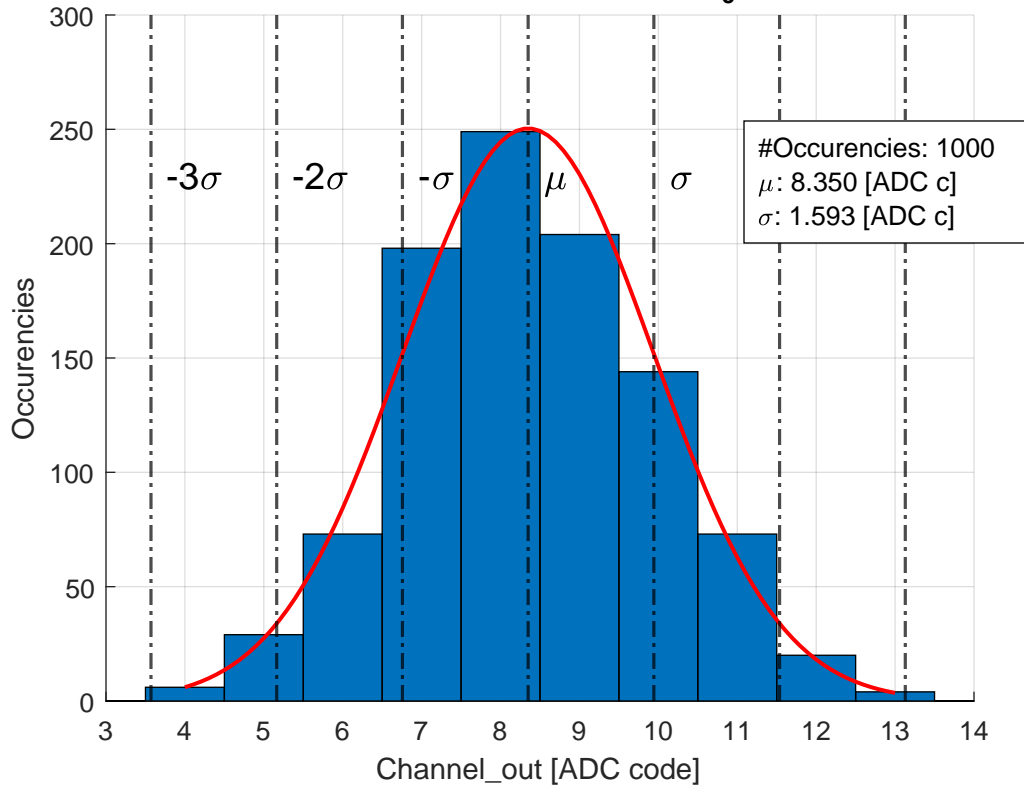 300
250
200
150
100
50
0
-3σ
-2σ
-σ
μ
σ
#Occurencies: 1000
μ: 8.350 [ADC c]
σ: 1.593 [ADC c]
Occurencies
3 4 5 6 7 8 9 10 11 12 13 14
Channel_out [ADC code]